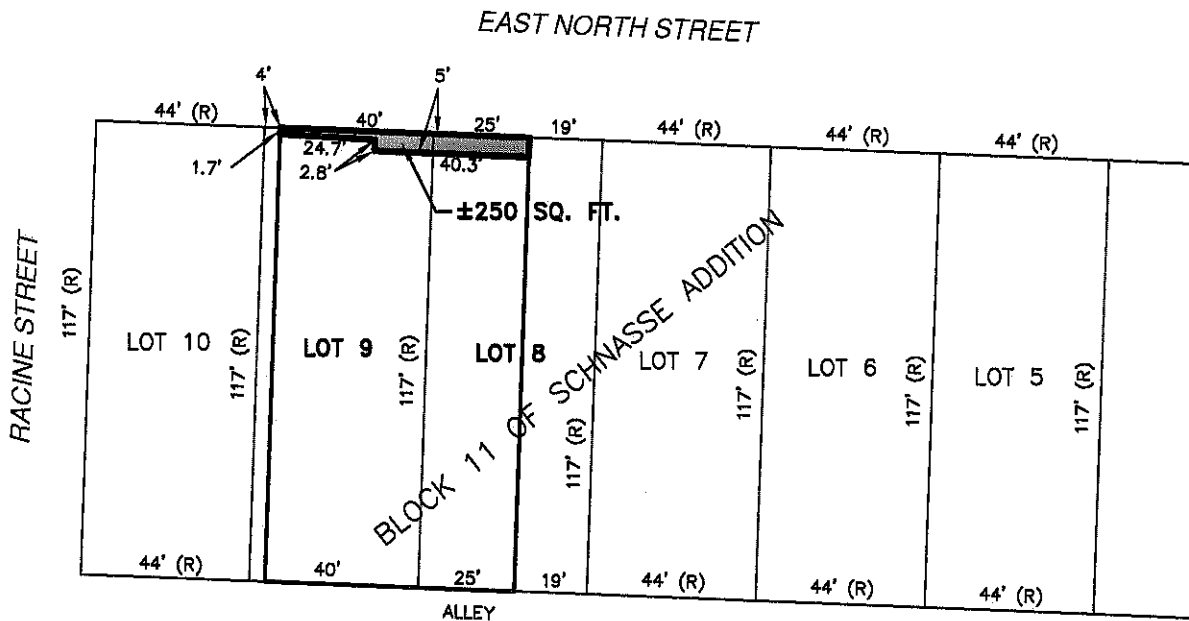 EAST NORTH STREET
4' 5'
44' (R) 40' 25' 19' 44' (R) 44' (R) 44' (R)
24.7'
1.7' 2.8' 40.3'
±250 SQ. FT.
RACINE STREET
117' (R)
LOT 10
117' (R)
LOT 9
117' (R)
LOT 8
117' (R)
LOT 7
117' (R)
LOT 6
117' (R)
LOT 5
117' (R)
BLOCK 11 OF SCHNASSE ADDITION
44' (R) 40' 25' 19' 44' (R) 44' (R) 44' (R)
ALLEY